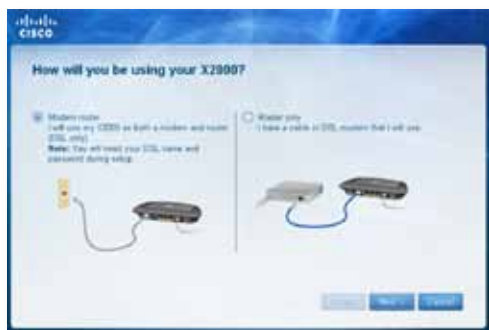 CISCO
How will you be using your X2000?
Modem router
I will use my X2000 as both a modem and router
(DSL only)
Note: You will need your DSL name and
password during setup.
Router only
I have a cable or DSL modem that I will use.
Next
Cancel